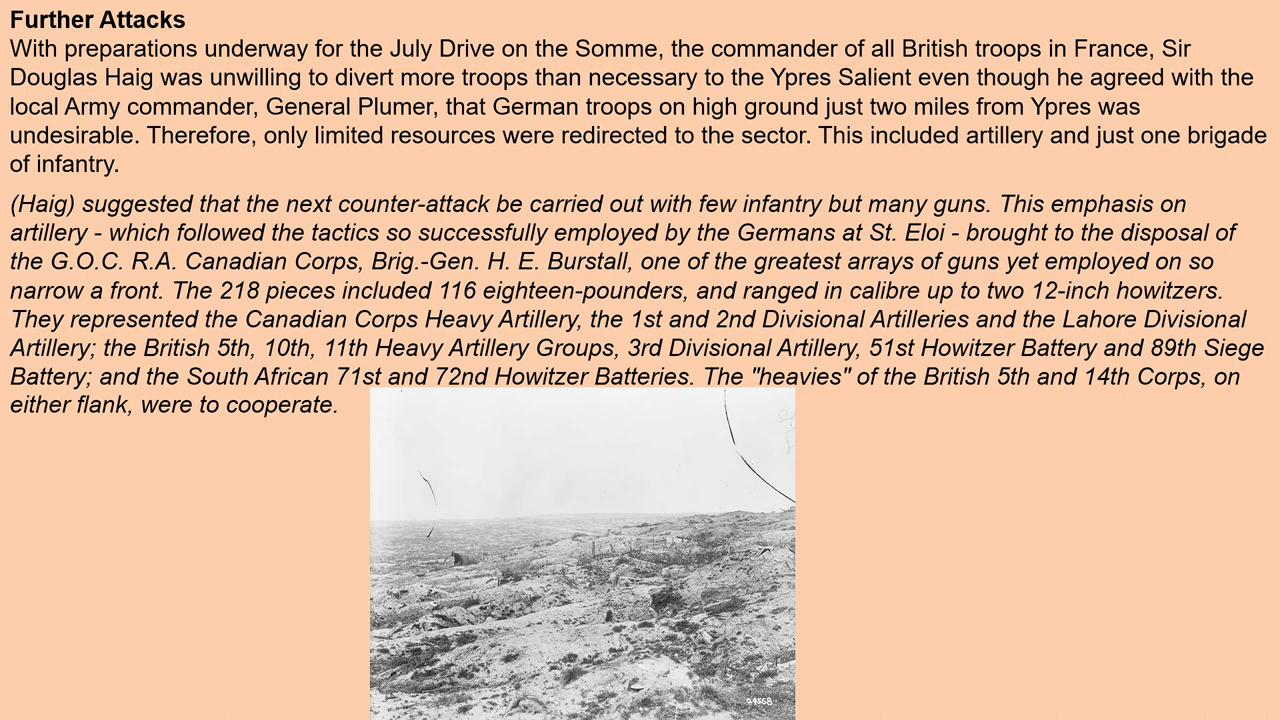 Further Attacks
With preparations underway for the July Drive on the Somme, the commander of all British troops in France, Sir
Douglas Haig was unwilling to divert more troops than necessary to the Ypres Salient even though he agreed with the
local Army commander, General Plumer, that German troops on high ground just two miles from Ypres was
undesirable. Therefore, only limited resources were redirected to the sector. This included artillery and just one brigade
of infantry.
(Haig) suggested that the next counter-attack be carried out with few infantry but many guns. This emphasis on
artillery - which followed the tactics so successfully employed by the Germans at St. Eloi - brought to the disposal of
the G.O.C. R.A. Canadian Corps, Brig.-Gen. H. E. Burstall, one of the greatest arrays of guns yet employed on so
narrow a front. The 218 pieces included 116 eighteen-pounders, and ranged in calibre up to two 12-inch howitzers.
They represented the Canadian Corps Heavy Artillery, the 1st and 2nd Divisional Artilleries and the Lahore Divisional
Artillery; the British 5th, 10th, 11th Heavy Artillery Groups, 3rd Divisional Artillery, 51st Howitzer Battery and 89th Siege
Battery; and the South African 71st and 72nd Howitzer Batteries. The "heavies" of the British 5th and 14th Corps, on
either flank, were to cooperate.